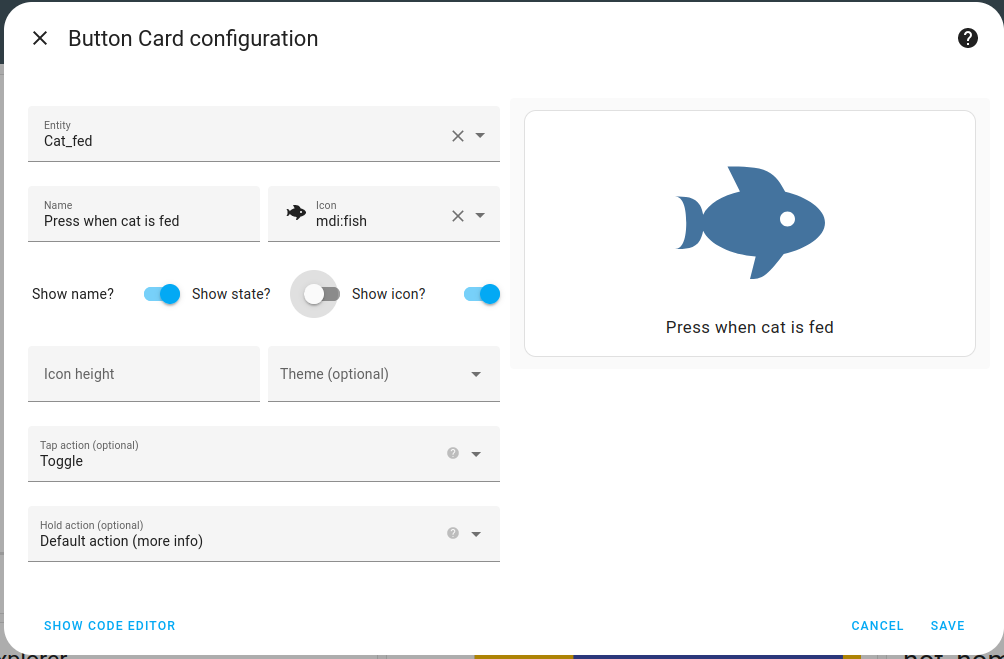 Button Card configuration
Entity
Cat_fed
Name
Press when cat is fed
Icon
mdi:fish
Show name?
Show state?
Show icon?
Icon height
Theme (optional)
Tap action (optional)
Toggle
Hold action (optional)
Default action (more info)
Press when cat is fed
SHOW CODE EDITOR
CANCEL
SAVE